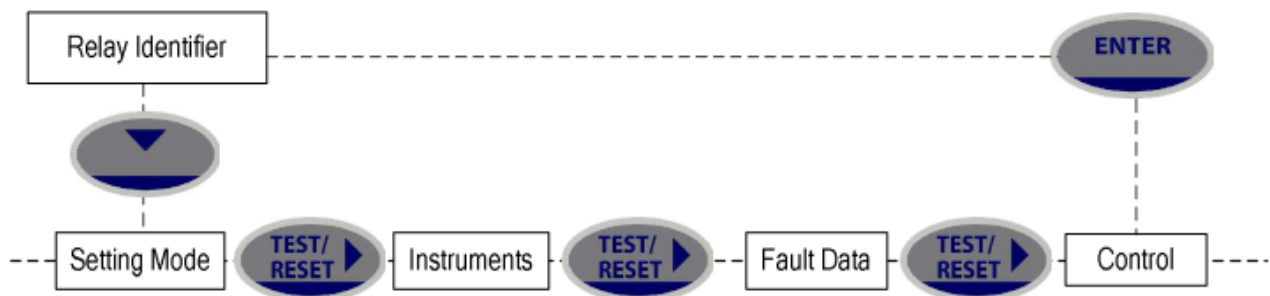 Relay Identifier
ENTER
Setting Mode
TEST/
RESET
Instruments
TEST/
RESET
Fault Data
TEST/
RESET
Control